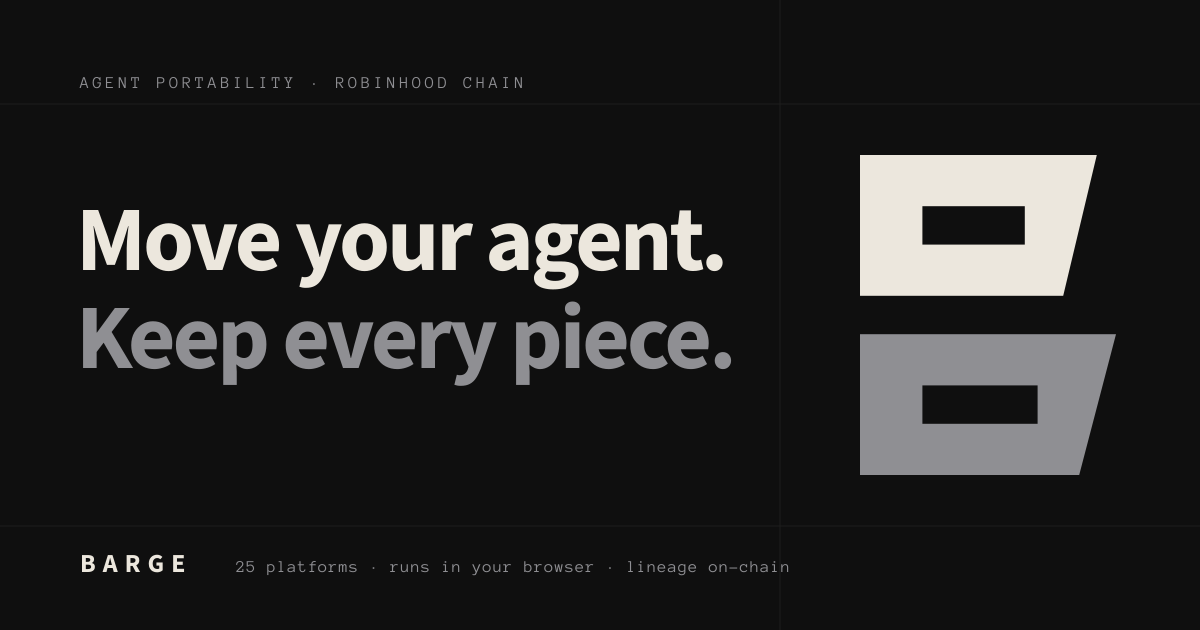 AGENT PORTABILITY · ROBINHOOD CHAIN
Move your agent.
Keep every piece.
BARGE
25 platforms · runs in your browser · lineage on-chain